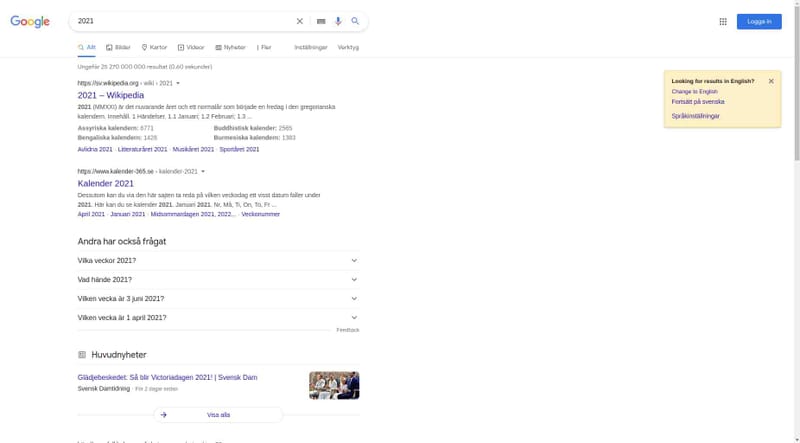 Google
2021
Logga in
Allt
Bilder
Kartor
Videor
Nyheter
Fler
Inställningar
Verktyg
Ungefär 25 270 000 000 resultat (0,60 sekunder)
https://sv.wikipedia.org › wiki › 2021
2021 – Wikipedia
2021 (MMXXI) är det nuvarande året och ett normalår som började en fredag i den gregorianska
kalendern. Innehåll. 1 Händelser. 1.1 Januari; 1.2 Februari; 1.3 ...
Assyriska kalendern: 6771
Buddhistisk kalender: 2565
Bengaliska kalendern: 1428
Burmesiska kalendern: 1383
Avlidna 2021 · Litteraturåret 2021 · Musikåret 2021 · Sportåret 2021
https://www.kalender-365.se › kalender-2021
Kalender 2021
Dessutom kan du via den här sajten ta reda på vilken veckodag ett visst datum faller under
2021. Här kan du se kalender 2021. Januari 2021. Nr, Må, Ti, On, To, Fr ...
April 2021 · Januari 2021 · Midsommardagen 2021, 2022... · Veckonummer
Andra har också frågat
Vilka veckor 2021?
Vad hände 2021?
Vilken vecka är 3 juni 2021?
Vilken vecka är 1 april 2021?
Feedback
Huvudnyheter
Glädjebeskedet: Så blir Victoriadagen 2021! | Svensk Dam
Svensk Damtidning · För 2 dagar sedan
Visa alla
Looking for results in English?
Change to English
Fortsätt på svenska
Språkinställningar